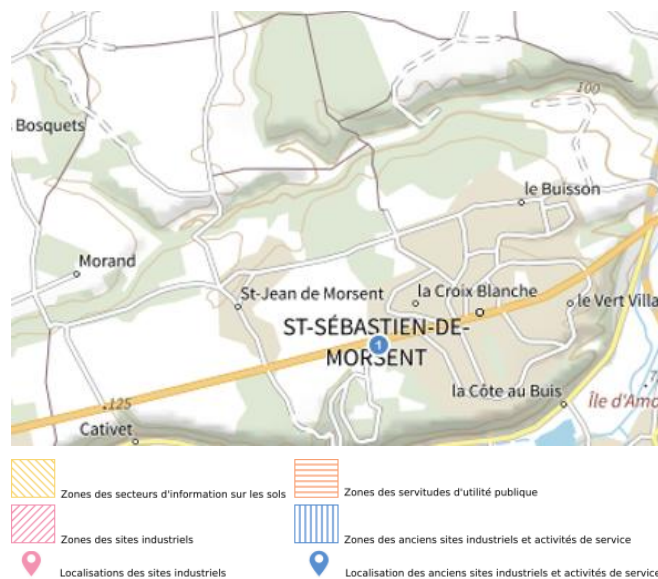 100
Bosquets
le Buisson
Morand
St-Jean de Morsent
la Croix Blanche
le Vert Villa
ST-SÉBASTIEN-DE-
1
MORSENT
la Côte au Buis
Île d'Amo
125
Cativet
Zones des secteurs d'information sur les sols
Zones des servitudes d'utilité publique
Zones des sites industriels
Zones des anciens sites industriels et activités de service
Localisations des sites industriels
Localisation des anciens sites industriels et activités de service